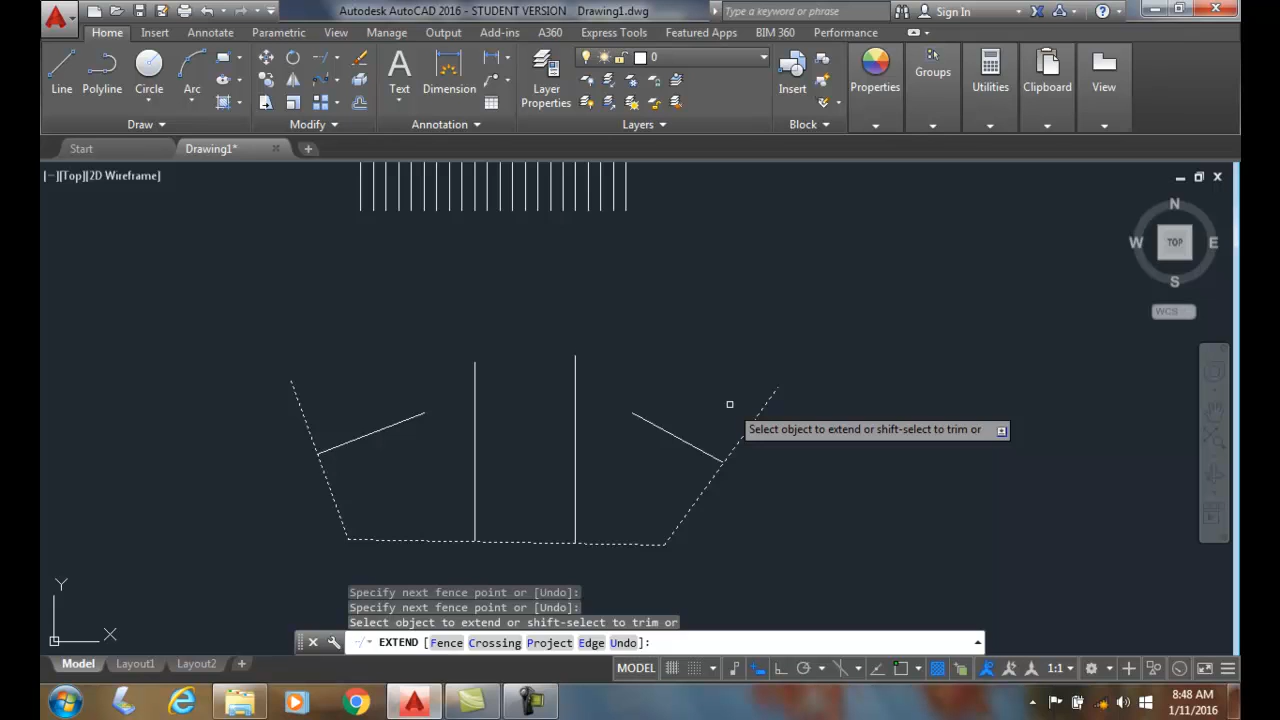 Autodesk AutoCAD 2016 - STUDENT VERSION Drawing1.dwg
Type a keyword or phrase
Sign In
Home Insert Annotate Parametric View Manage Output Add-ins A360 Express Tools Featured Apps BIM 360 Performance
Line Polyline Circle Arc Text Dimension Layer Properties 0 Insert Properties Groups Utilities Clipboard View
Draw Modify Annotation Layers Block
Start Drawing1*
[−][Top][2D Wireframe]
N
W TOP E
S
WCS
Select object to extend or shift-select to trim or
Y
X
Specify next fence point or [Undo]:
Specify next fence point or [Undo]:
Select object to extend or shift-select to trim or
EXTEND [Fence Crossing Project Edge Undo]:
Model Layout1 Layout2
MODEL 1:1
8:48 AM
1/11/2016